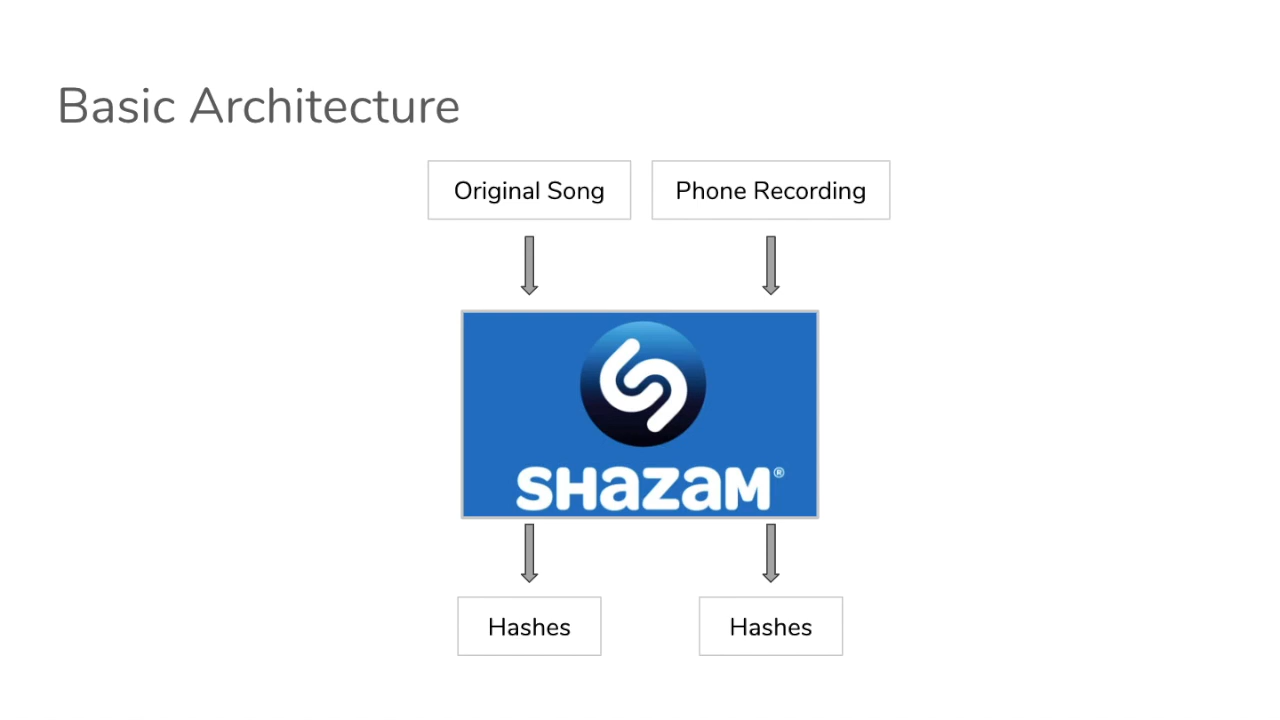 Basic Architecture
Original Song
Phone Recording
SHAZAM®
Hashes
Hashes